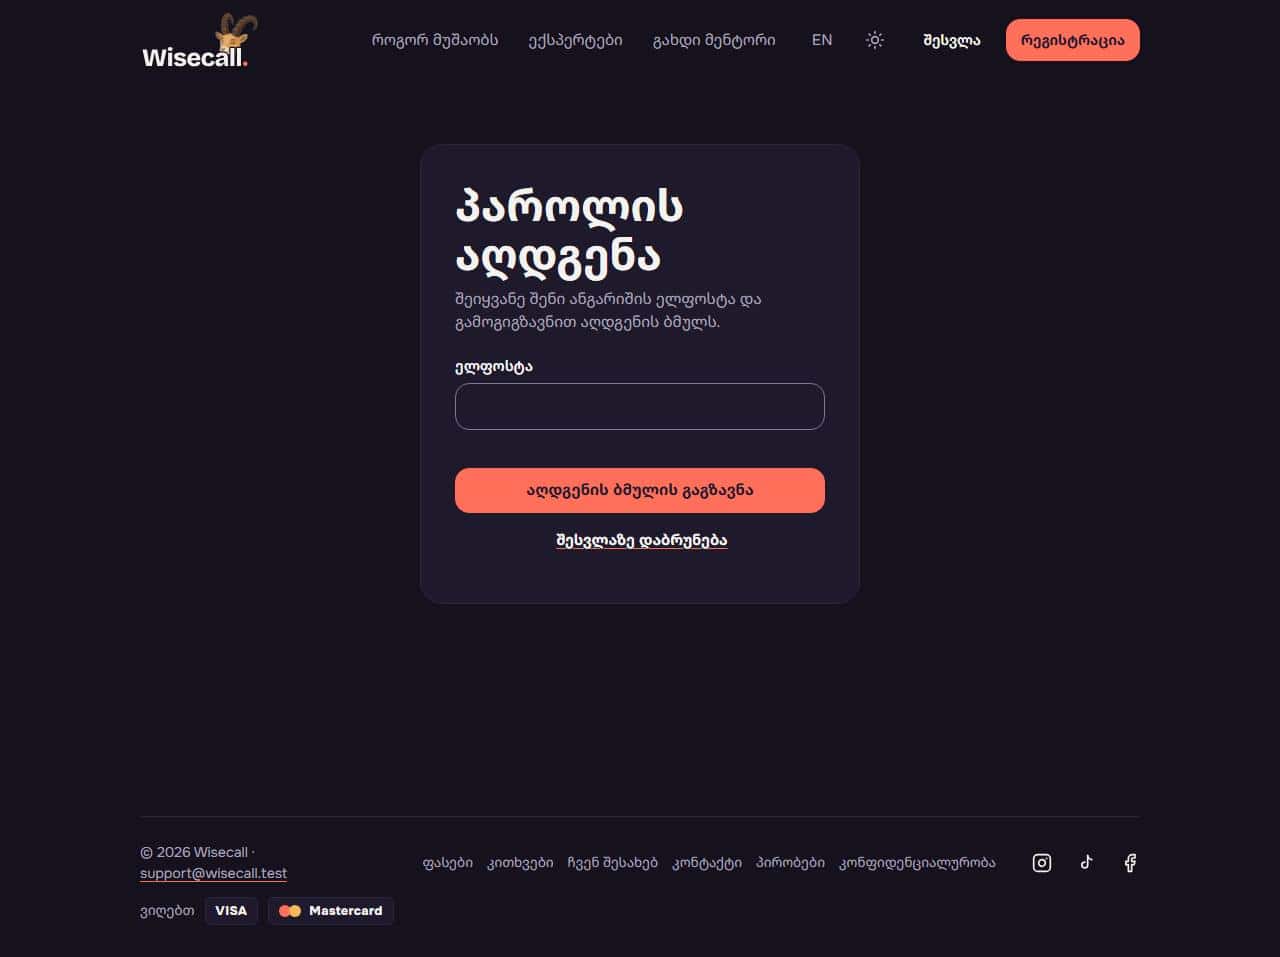 Wisecall.
როგორ მუშაობს
ექსპერტები
გახდი მენტორი
EN
შესვლა
რეგისტრაცია
პაროლის
აღდგენა
შეიყვანე შენი ანგარიშის ელფოსტა და
გამოგიგზავნით აღდგენის ბმულს.
ელფოსტა
აღდგენის ბმულის გაგზავნა
შესვლაზე დაბრუნება
© 2026 Wisecall ·
support@wisecall.test
ფასები
კითხვები
ჩვენ შესახებ
კონტაქტი
პირობები
კონფიდენციალურობა
ვიღებთ
VISA
Mastercard